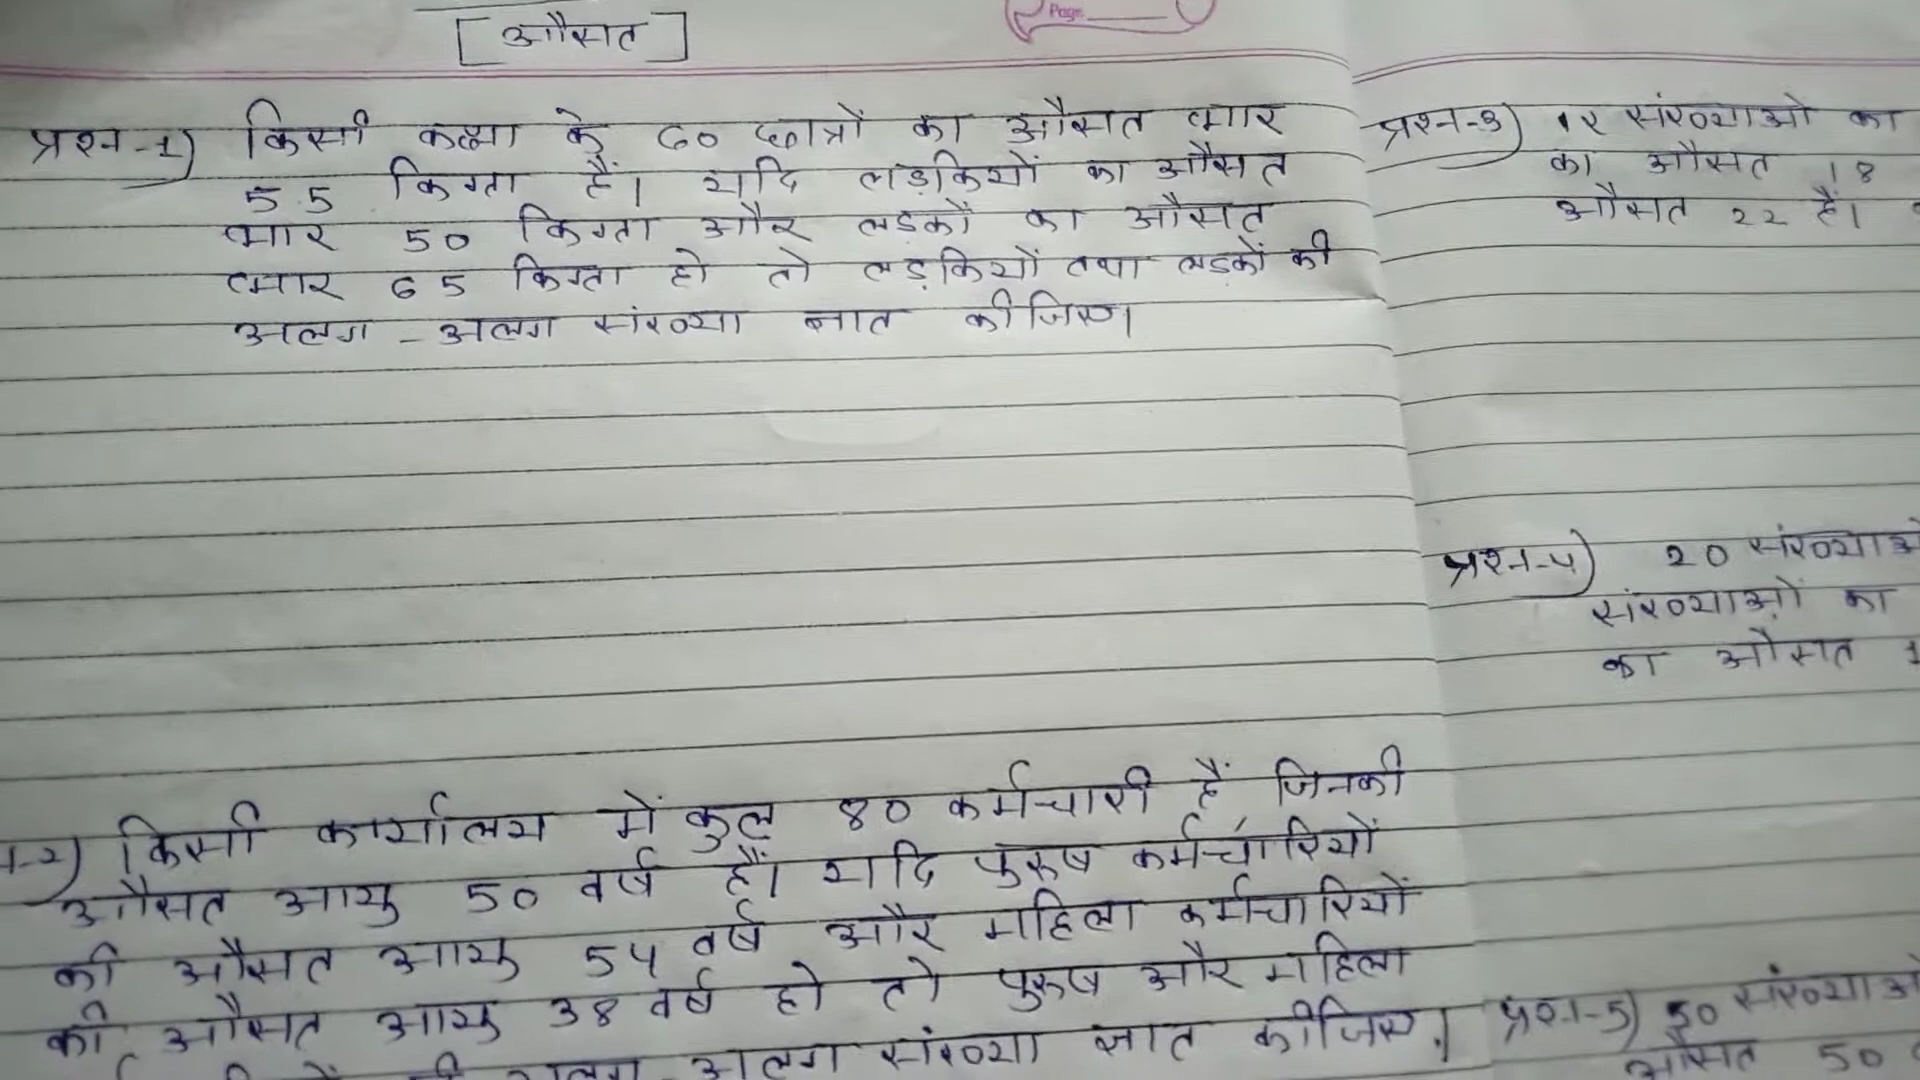 [औसत]
Page
प्रश्न-1) किसी कक्षा के 60 छात्रों का औसत भार
55 किग्रा है। यदि लड़कियों का औसत
भार 50 किग्रा और लड़कों का औसत
भार 65 किग्रा हो तो लड़कियों तथा लड़कों की
अलग-अलग संख्या ज्ञात कीजिए।
-2) किसी कार्यालय में कुल 80 कर्मचारी हैं जिनकी
औसत आयु 50 वर्ष है। यदि पुरुष कर्मचारियों
की औसत आयु 54 वर्ष और महिला कर्मचारियों
की औसत आयु 38 वर्ष हो तो पुरुष और महिला
अलग संख्या ज्ञात कीजिए।
प्रश्न-3) संख्याओं का
का औसत 18
औसत 22 है।
प्रश्न-4) 20 संख्याओं
संख्याओं का
का औसत 1
प्रश्न-5) 50 संख्याओं
औसत 50